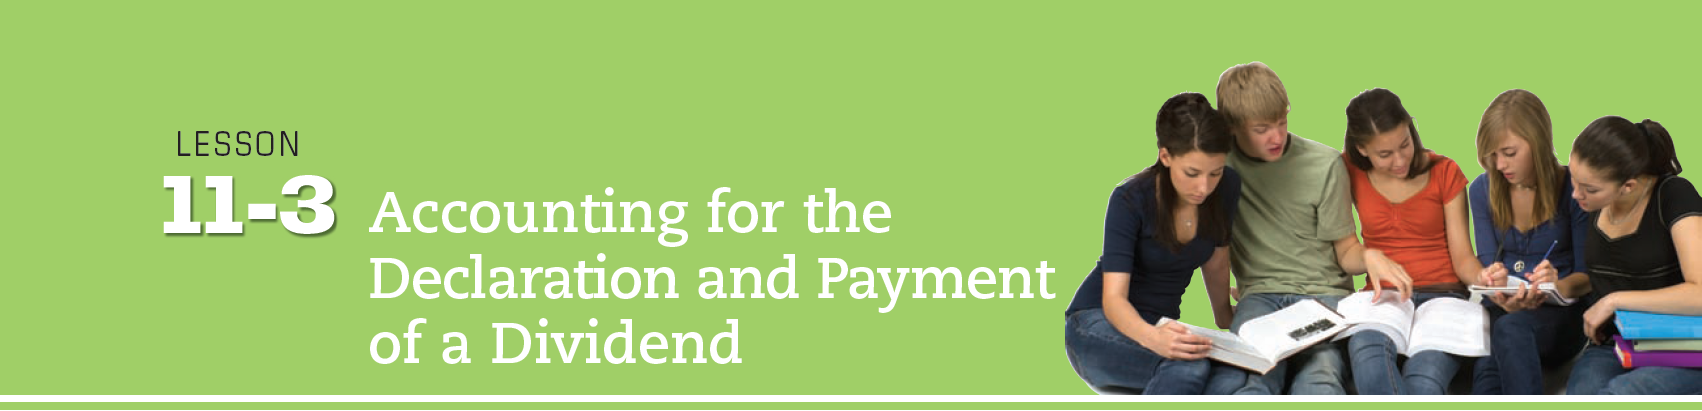 LESSON
11-3
Accounting for the
Declaration and Payment
of a Dividend